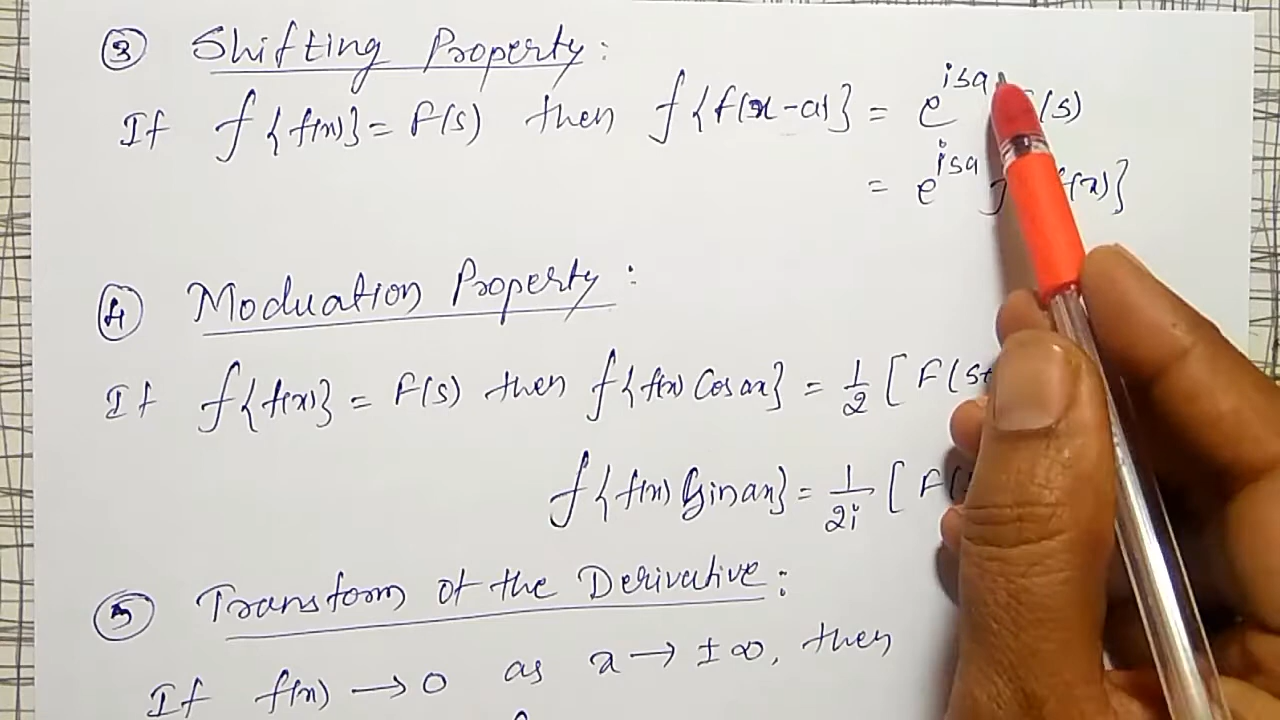 ③ Shifting Property:
If f{f(x)} = F(s) then f{f(x-a)} = e^{isa} F(s)
= e^{isa} f{f(x)}
④ Moduation Property:
If f{f(x)} = F(s) then f{f(x) Cos ax} = 1/2 [F(s+
f{f(x) Sin ax} = 1/2i [F(
⑤ Transform of the Derivative:
If f(x) → 0 as x → ± ∞, then